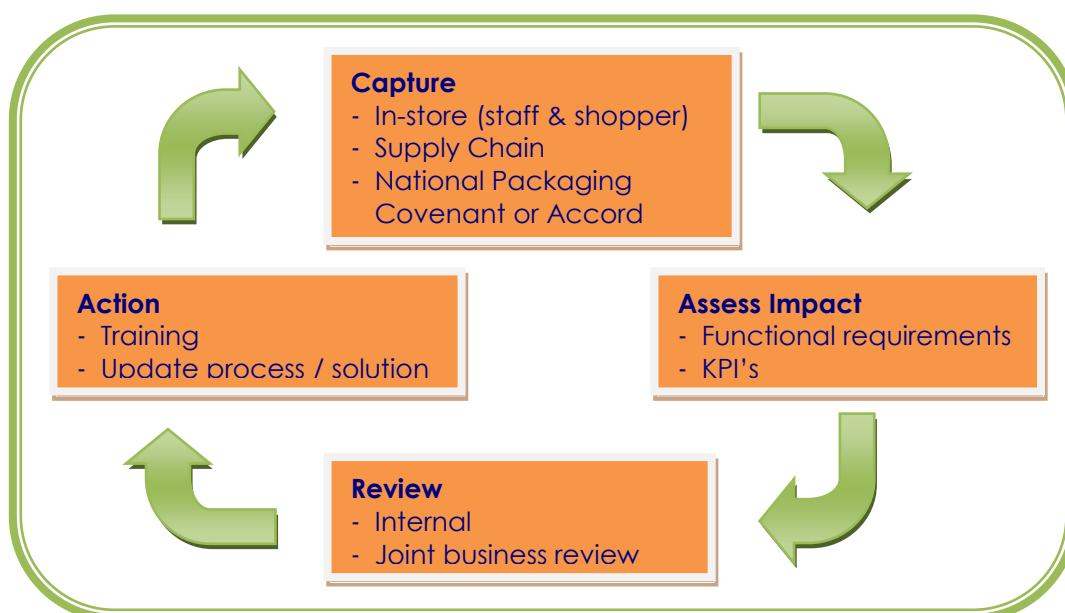 Capture
- In-store (staff & shopper)
- Supply Chain
- National Packaging
Covenant or Accord
Action
- Training
- Update process / solution
Assess Impact
- Functional requirements
- KPI’s
Review
- Internal
- Joint business review